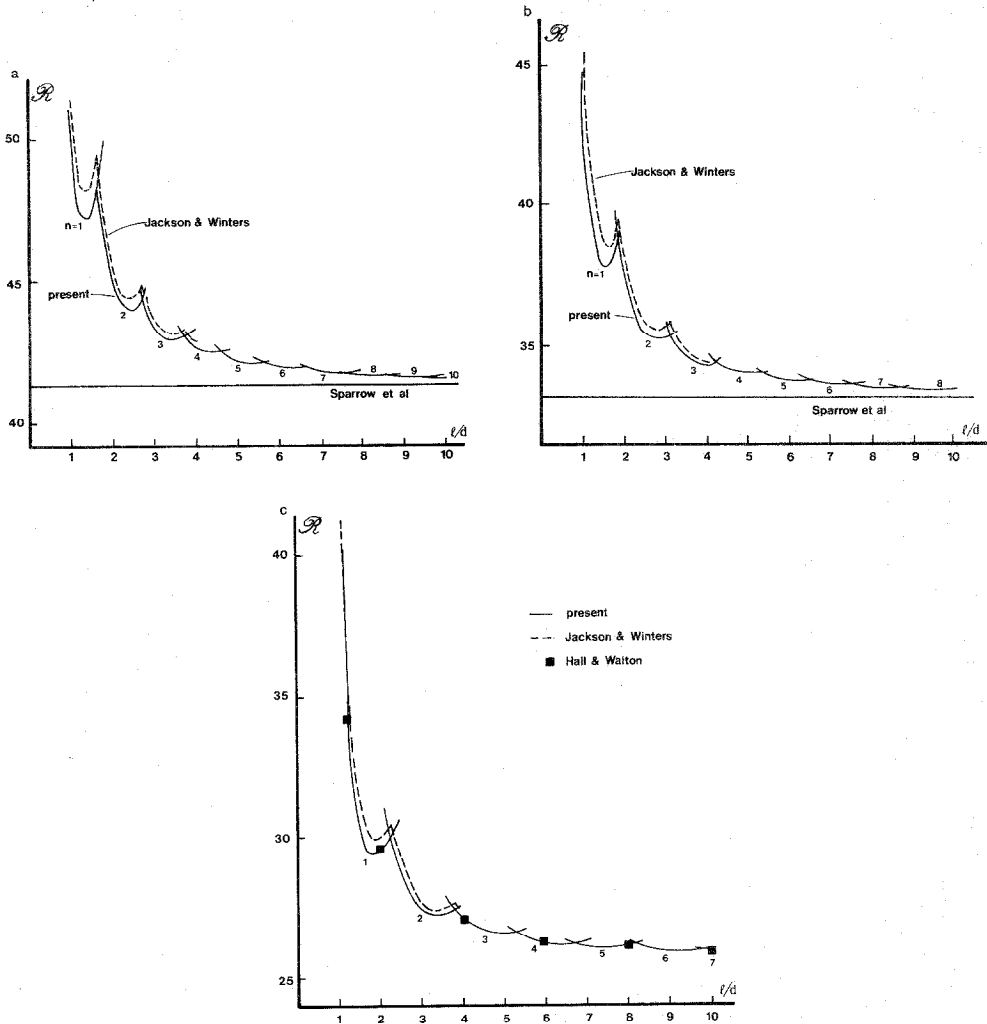 a
ℛ
50
45
40
n=1
Jackson & Winters
present
2
3
4
5
6
7
8
9
10
Sparrow et al
ℓ/d
1 2 3 4 5 6 7 8 9 10
b
ℛ
45
40
35
Jackson & Winters
n=1
present
2
3
4
5
6
7
8
Sparrow et al
ℓ/d
1 2 3 4 5 6 7 8 9 10
c
ℛ
40
35
30
25
present
Jackson & Winters
Hall & Walton
1
2
3
4
5
6
7
ℓ/d
1 2 3 4 5 6 7 8 9 10